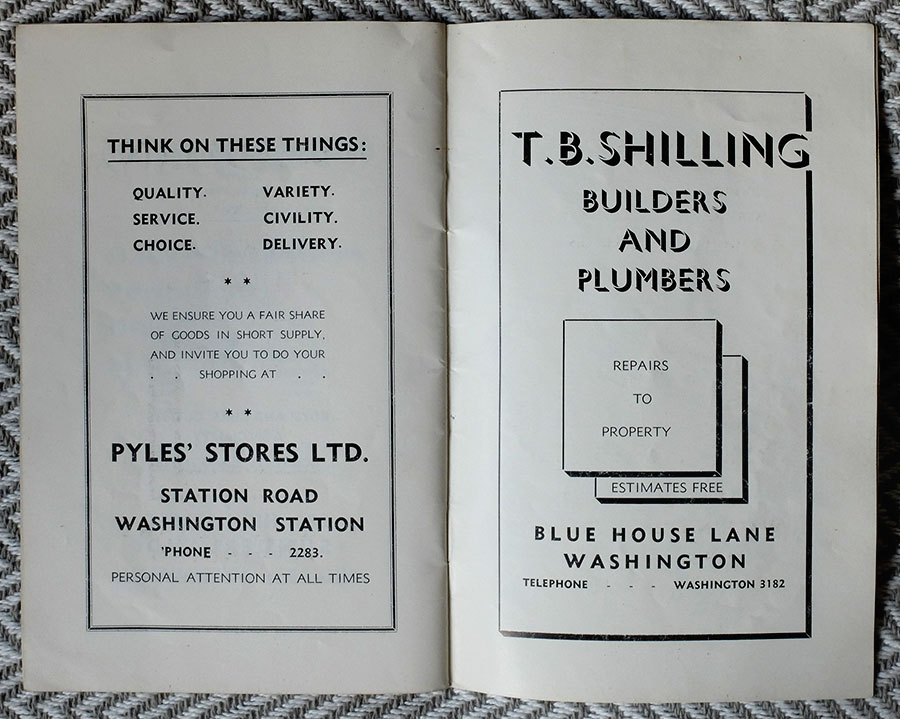 THINK ON THESE THINGS:
QUALITY. VARIETY.
SERVICE. CIVILITY.
CHOICE. DELIVERY.
* *
WE ENSURE YOU A FAIR SHARE
OF GOODS IN SHORT SUPPLY,
AND INVITE YOU TO DO YOUR
. . SHOPPING AT . .
* *
PYLES' STORES LTD.
STATION ROAD
WASHINGTON STATION
'PHONE - - - 2283.
PERSONAL ATTENTION AT ALL TIMES
T.B.SHILLING
BUILDERS
AND
PLUMBERS
REPAIRS
TO
PROPERTY
ESTIMATES FREE
BLUE HOUSE LANE
WASHINGTON
TELEPHONE - - - WASHINGTON 3182